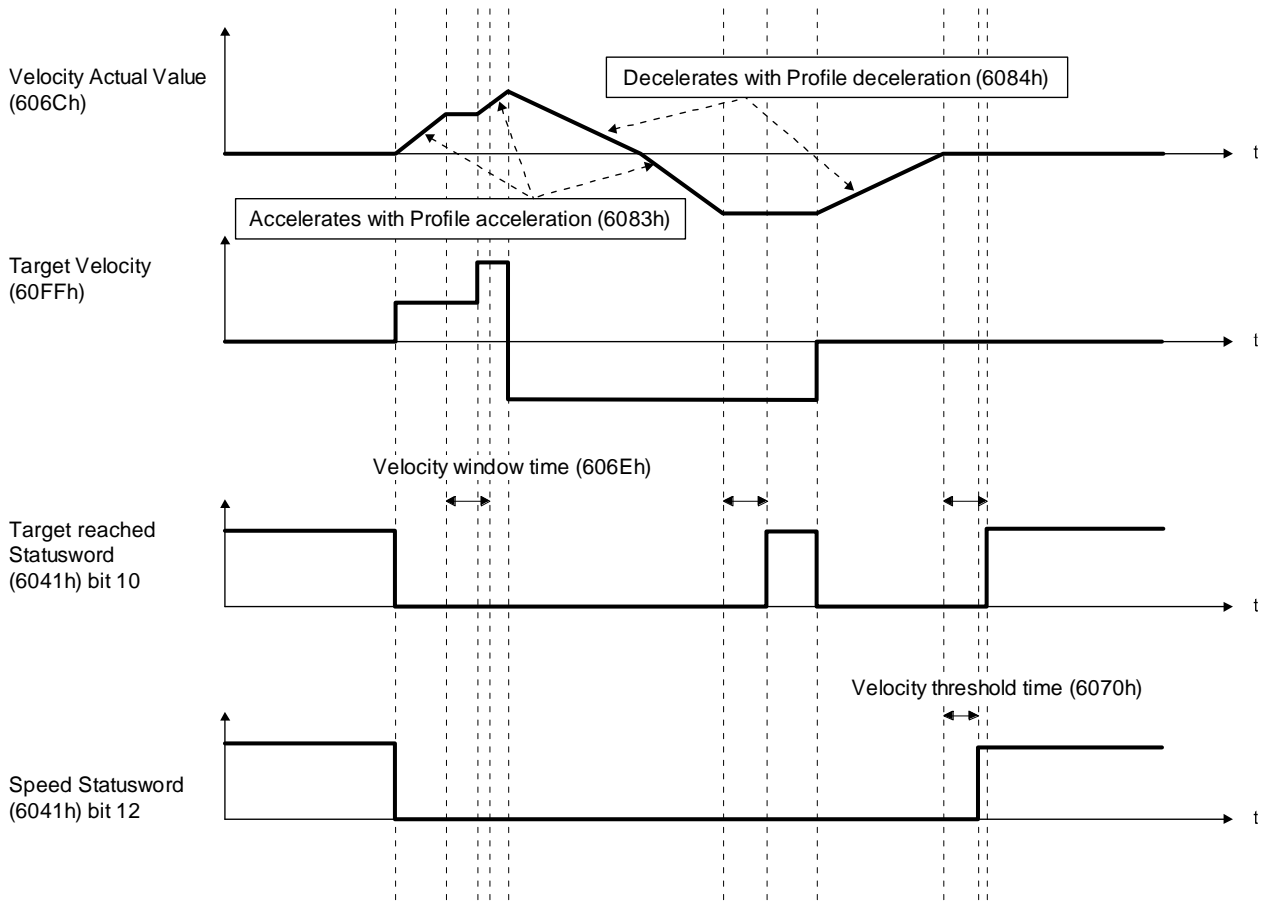 Velocity Actual Value
(606Ch)
Decelerates with Profile deceleration (6084h)
t
Accelerates with Profile acceleration (6083h)
Target Velocity
(60FFh)
t
Velocity window time (606Eh)
Target reached
Statusword
(6041h) bit 10
t
Velocity threshold time (6070h)
Speed Statusword
(6041h) bit 12
t